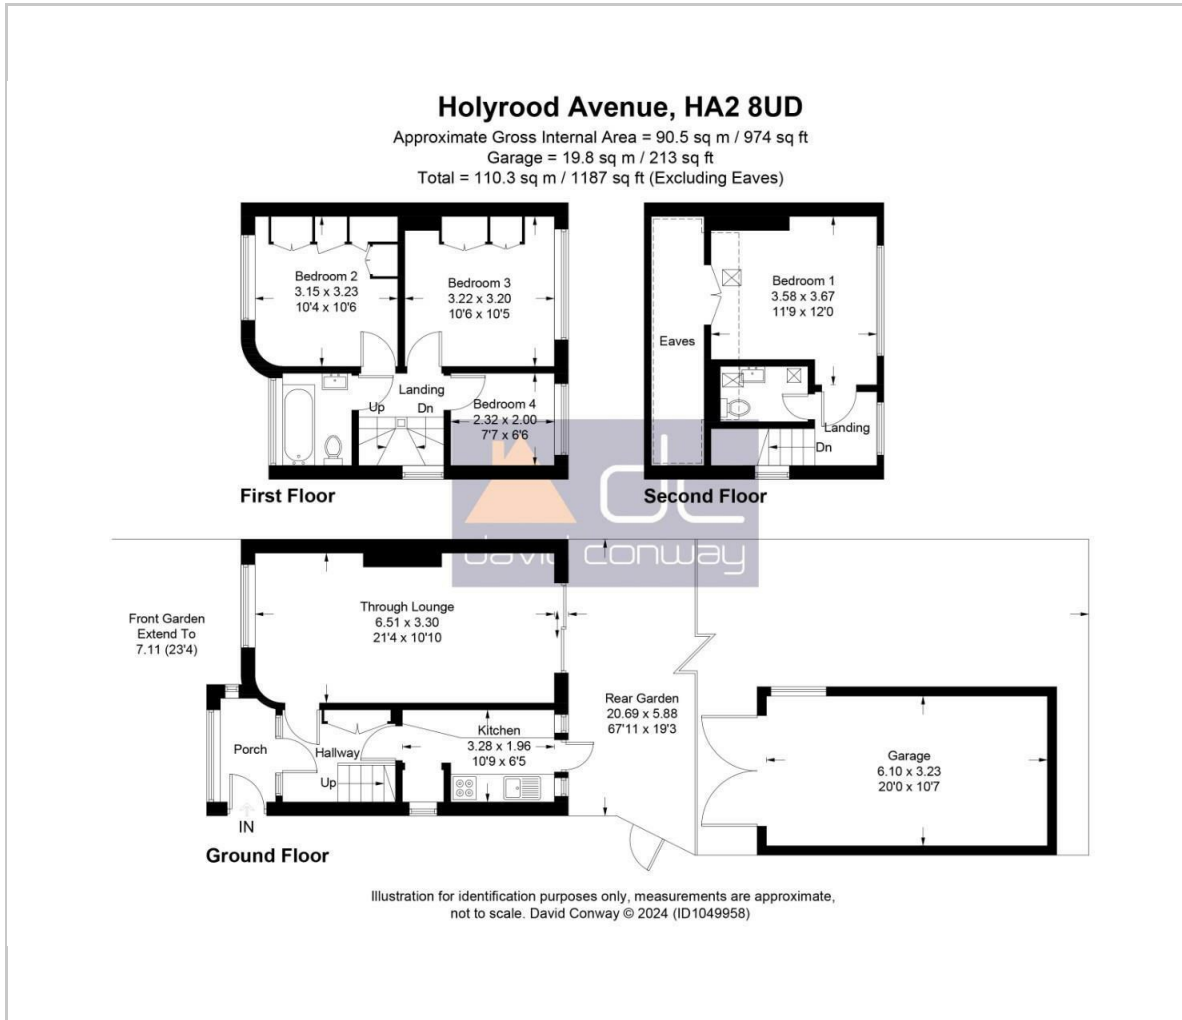 Holyrood Avenue, HA2 8UD
Approximate Gross Internal Area = 90.5 sq m / 974 sq ft
Garage = 19.8 sq m / 213 sq ft
Total = 110.3 sq m / 1187 sq ft (Excluding Eaves)
Bedroom 2
3.15 x 3.23
10'4 x 10'6
Bedroom 3
3.22 x 3.20
10'6 x 10'5
Landing
Up
Dn
Bedroom 4
2.32 x 2.00
7'7 x 6'6
First Floor
Eaves
Bedroom 1
3.58 x 3.67
11'9 x 12'0
Landing
Dn
Second Floor
dc
david conway
Front Garden
Extend To
7.11 (23'4)
Through Lounge
6.51 x 3.30
21'4 x 10'10
Porch
Hallway
Up
Kitchen
3.28 x 1.96
10'9 x 6'5
IN
Ground Floor
Rear Garden
20.69 x 5.88
67'11 x 19'3
Garage
6.10 x 3.23
20'0 x 10'7
Illustration for identification purposes only, measurements are approximate,
not to scale. David Conway © 2024 (ID1049958)